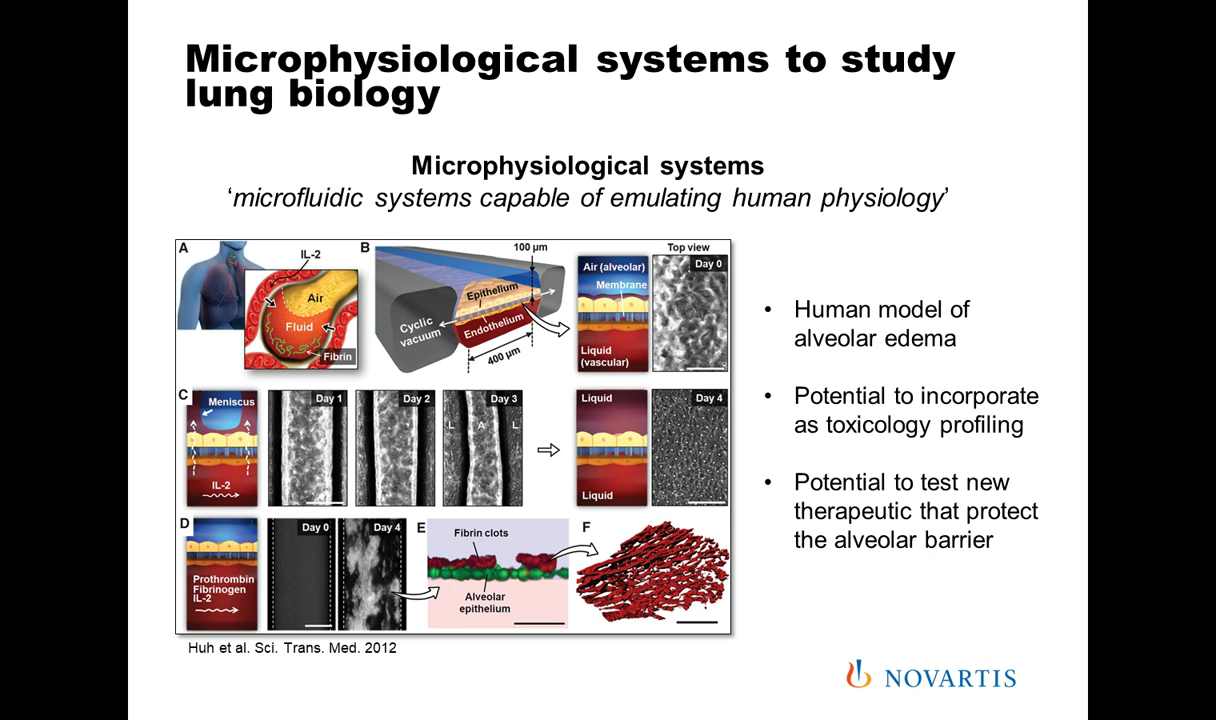 Microphysiological systems to study
lung biology
Microphysiological systems
‘microfluidic systems capable of emulating human physiology’
A
IL-2
Air
Fluid
Fibrin
B
100 µm
Epithelium
Endothelium
Cyclic
vacuum
400 µm
Air (alveolar)
Membrane
Liquid
(vascular)
Top view
Day 0
C
Meniscus
IL-2
Day 1
Day 2
Day 3
L
A
L
Liquid
Liquid
Day 4
D
Prothrombin
Fibrinogen
IL-2
Day 0
Day 4
E
Fibrin clots
Alveolar
epithelium
F
• Human model of
alveolar edema
• Potential to incorporate
as toxicology profiling
• Potential to test new
therapeutic that protect
the alveolar barrier
Huh et al. Sci. Trans. Med. 2012
NOVARTIS